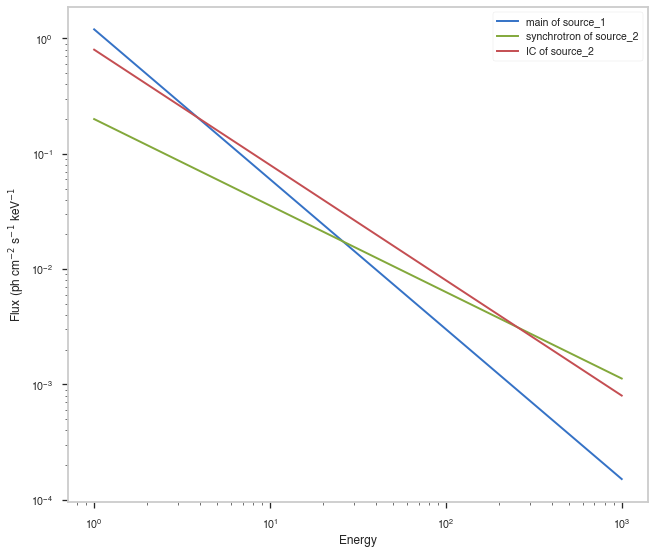 main of source_1
synchrotron of source_2
IC of source_2
10⁰
10⁻¹
10⁻²
10⁻³
10⁻⁴
Flux (ph cm⁻² s⁻¹ keV⁻¹
10⁰ 10¹ 10² 10³
Energy